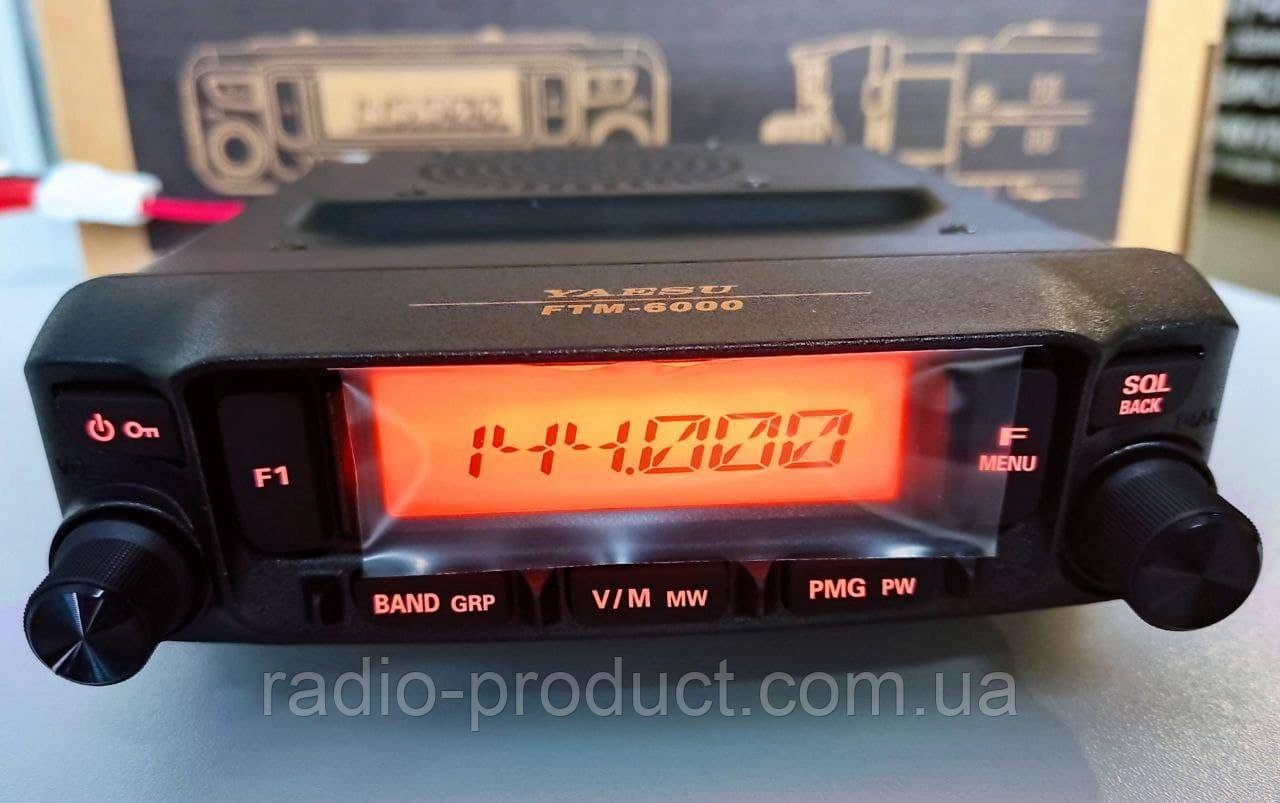 YAESU
FTM-6000
144.000
F1
F
MENU
SQL
BACK
BAND GRP
V/M MW
PMG PW
radio-product.com.ua